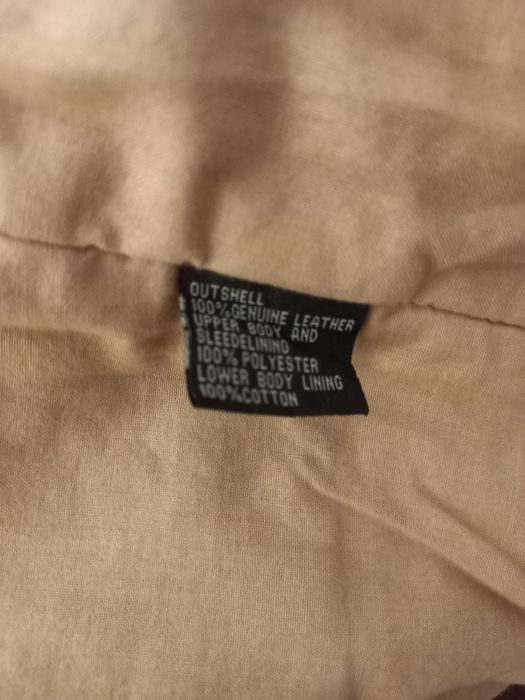 OUTSHELL
100%GENUINE LEATHER
UPPER BODY AND
SLEEDELINING
100% POLYESTER
LOWER BODY LINING
100%COTTON